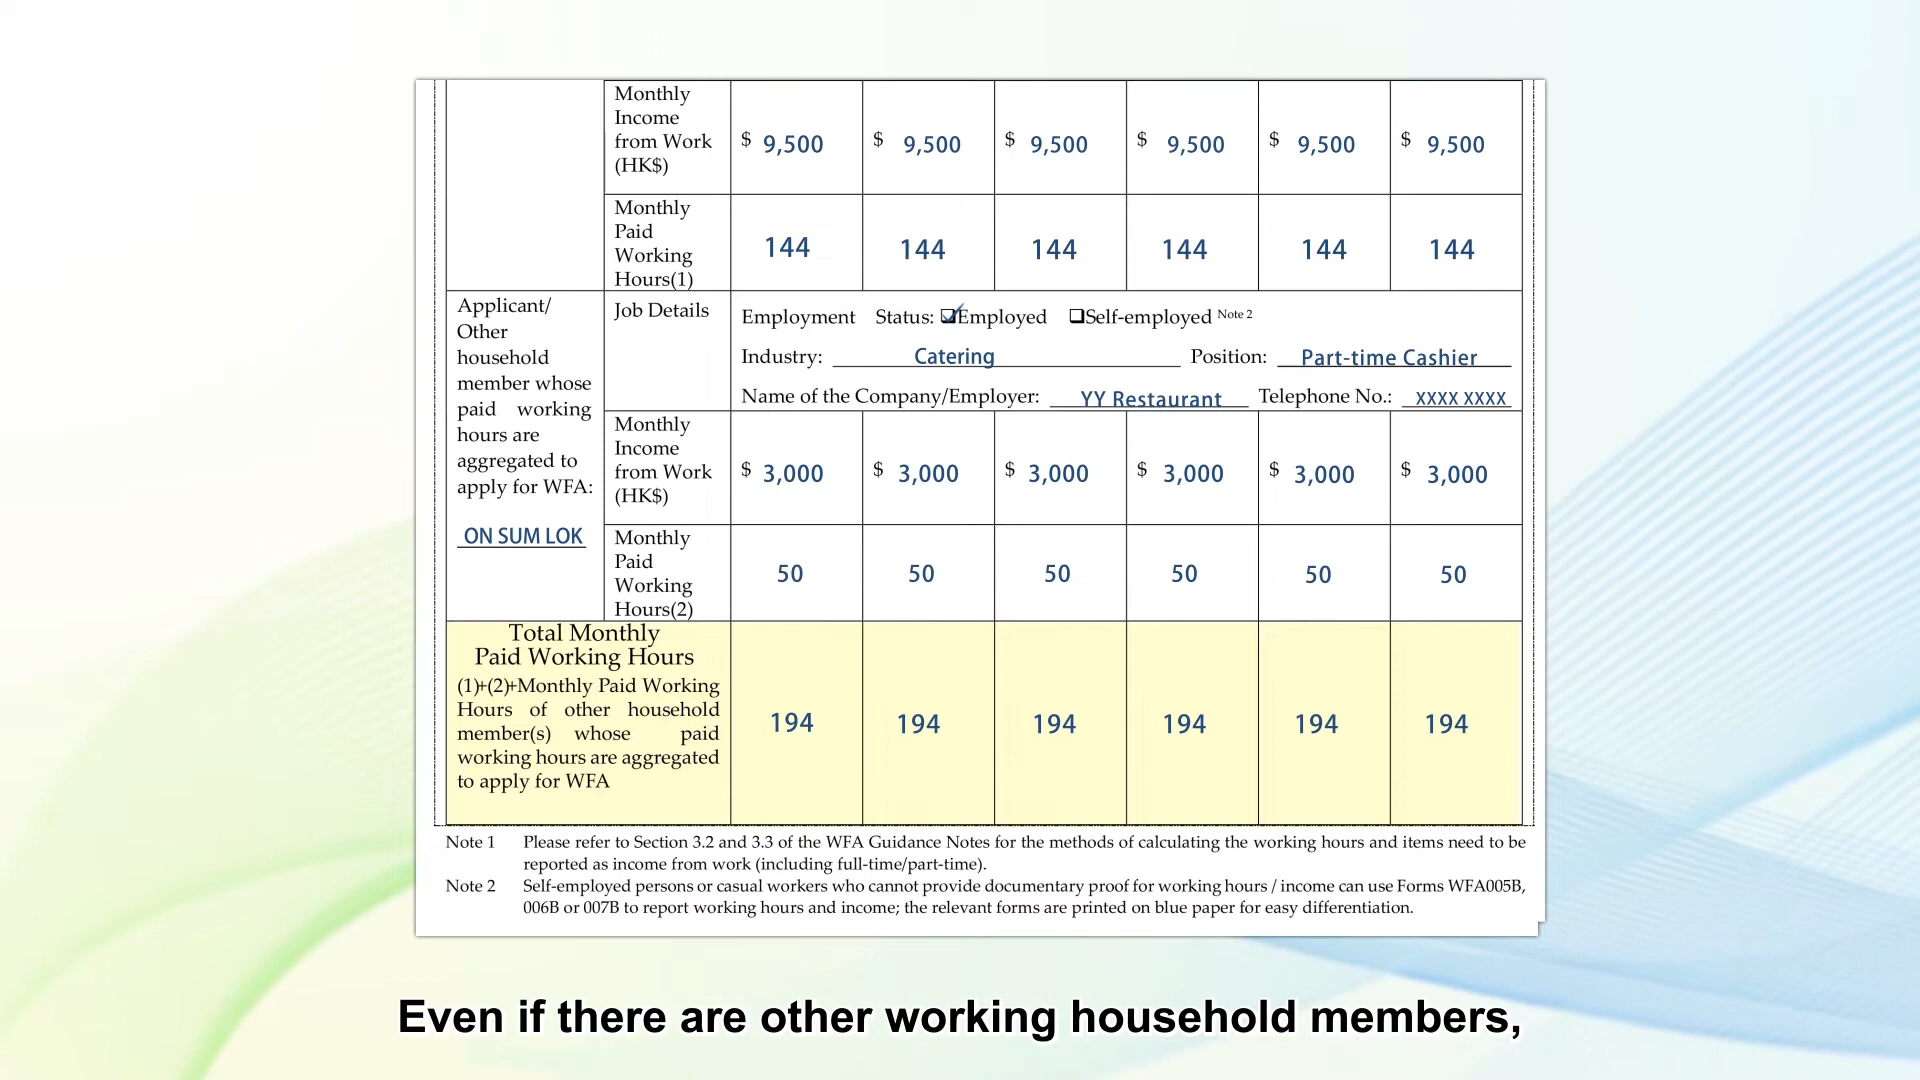 Monthly
Income
from Work
(HK$)
$ 9,500 $ 9,500 $ 9,500 $ 9,500 $ 9,500 $ 9,500
Monthly
Paid
Working
Hours(1)
144 144 144 144 144 144
Applicant/
Other
household
member whose
paid working
hours are
aggregated to
apply for WFA:
ON SUM LOK
Job Details
Employment Status: ☑Employed ❑Self-employed Note 2
Industry: Catering Position: Part-time Cashier
Name of the Company/Employer: YY Restaurant Telephone No.: XXXX XXXX
Monthly
Income
from Work
(HK$)
$ 3,000 $ 3,000 $ 3,000 $ 3,000 $ 3,000 $ 3,000
Monthly
Paid
Working
Hours(2)
50 50 50 50 50 50
Total Monthly
Paid Working Hours
(1)+(2)+Monthly Paid Working
Hours of other household
member(s) whose paid
working hours are aggregated
to apply for WFA
194 194 194 194 194 194
Note 1 Please refer to Section 3.2 and 3.3 of the WFA Guidance Notes for the methods of calculating the working hours and items need to be
reported as income from work (including full-time/part-time).
Note 2 Self-employed persons or casual workers who cannot provide documentary proof for working hours / income can use Forms WFA005B,
006B or 007B to report working hours and income; the relevant forms are printed on blue paper for easy differentiation.
Even if there are other working household members,